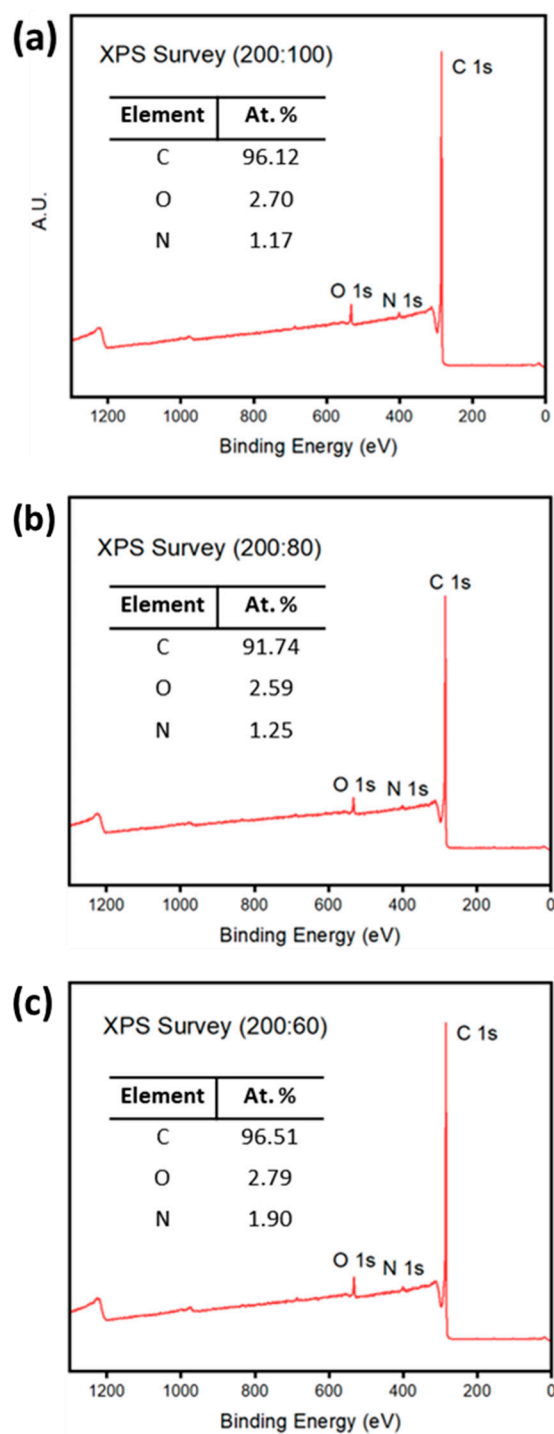 (a)
XPS Survey (200:100)
C 1s
Element At. %
C 96.12
O 2.70
N 1.17
A.U.
O 1s N 1s
1200 1000 800 600 400 200 0
Binding Energy (eV)
(b)
XPS Survey (200:80)
C 1s
Element At. %
C 91.74
O 2.59
N 1.25
O 1s N 1s
1200 1000 800 600 400 200 0
Binding Energy (eV)
(c)
XPS Survey (200:60)
C 1s
Element At. %
C 96.51
O 2.79
N 1.90
O 1s N 1s
1200 1000 800 600 400 200 0
Binding Energy (eV)